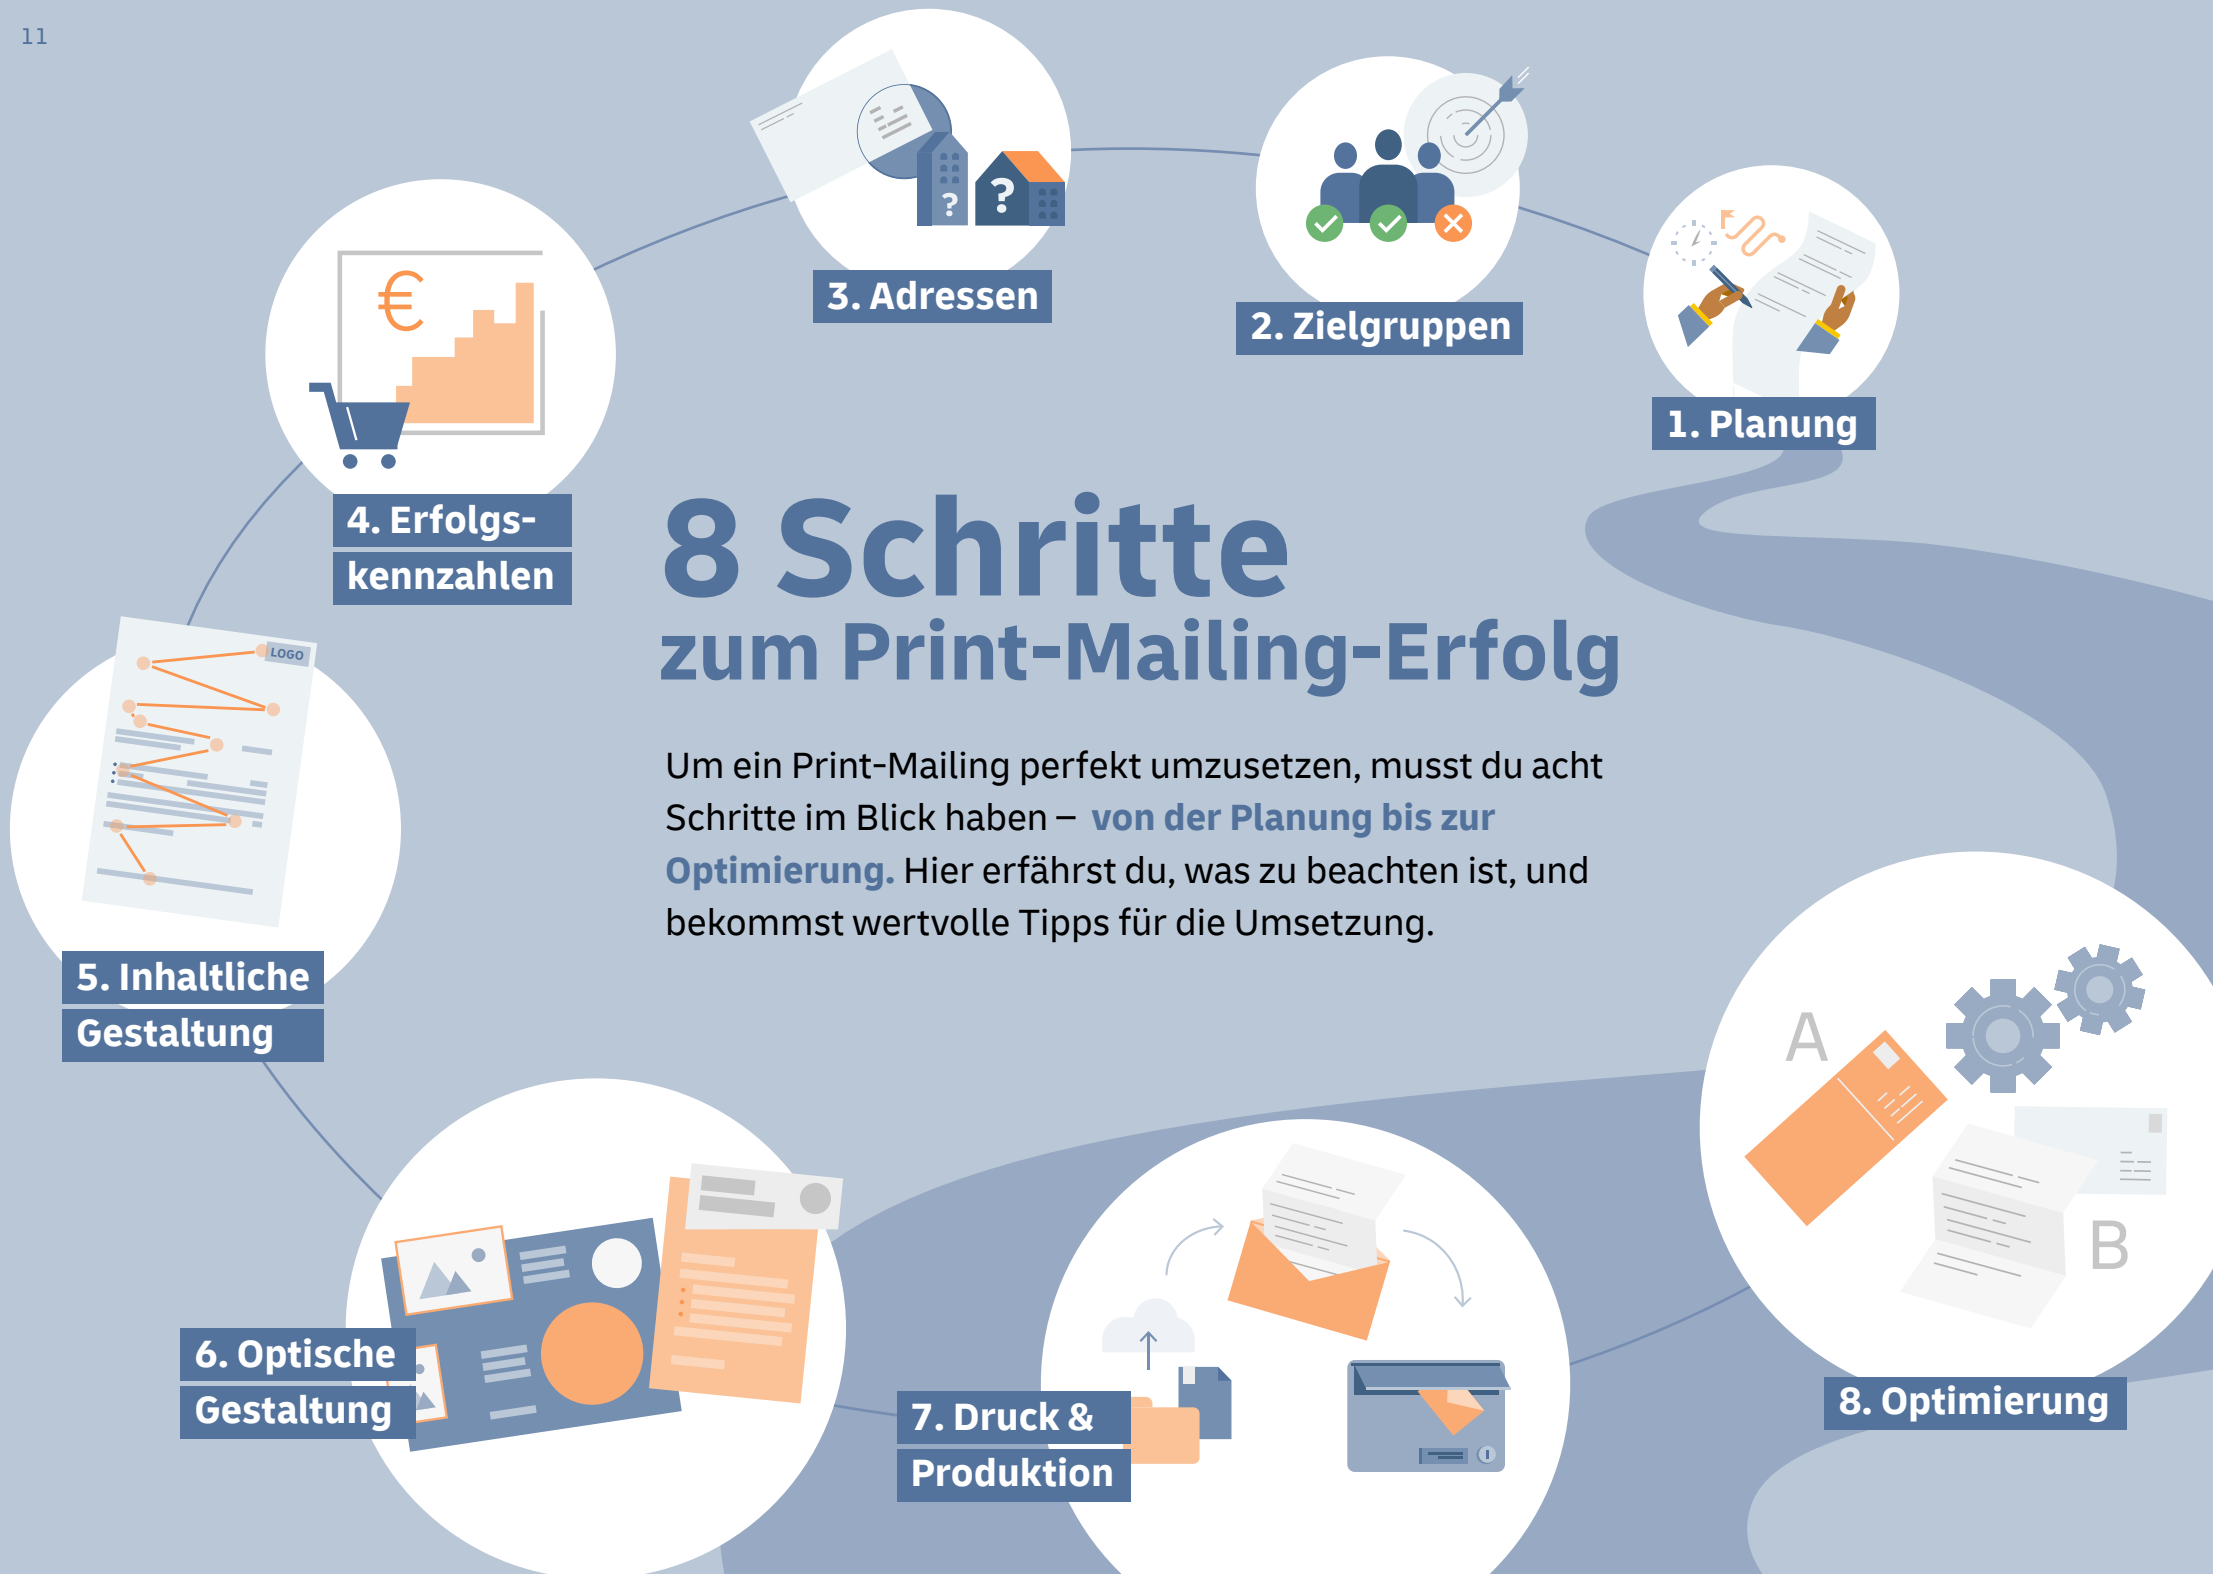 11
3. Adressen
2. Zielgruppen
1. Planung
€
? ?
4. Erfolgs-
kennzahlen
8 Schritte
zum Print-Mailing-Erfolg
LOGO
Um ein Print-Mailing perfekt umzusetzen, musst du acht
Schritte im Blick haben – von der Planung bis zur
Optimierung. Hier erfährst du, was zu beachten ist, und
bekommst wertvolle Tipps für die Umsetzung.
5. Inhaltliche
Gestaltung
6. Optische
Gestaltung
7. Druck &
Produktion
A
B
8. Optimierung